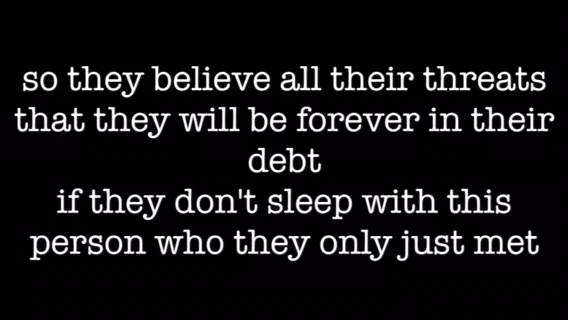 so they believe all their threats
that they will be forever in their
debt
if they don't sleep with this
person who they only just met